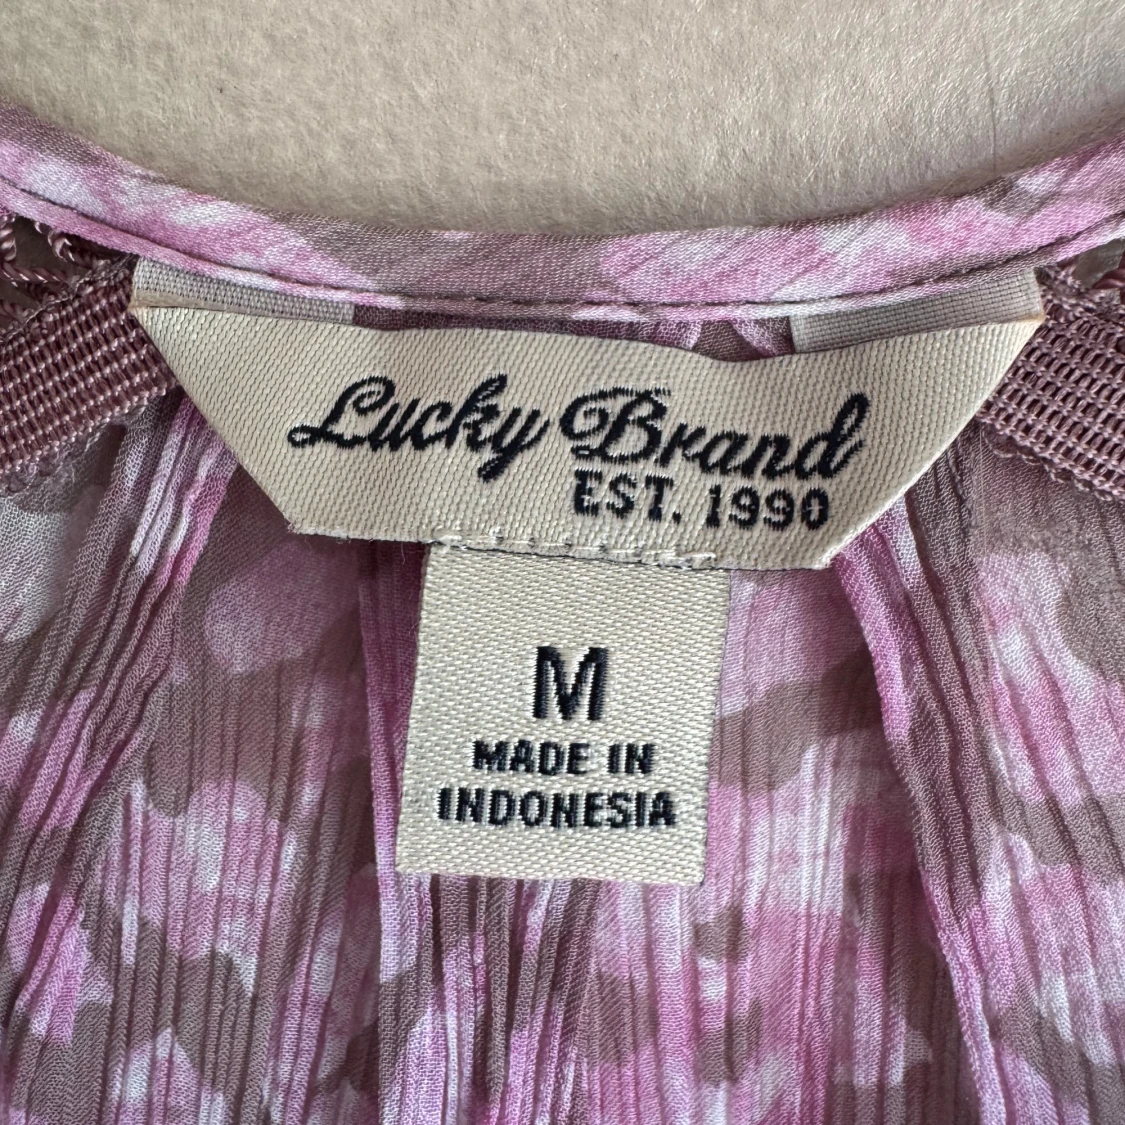 Lucky Brand
EST. 1990
M
MADE IN
INDONESIA